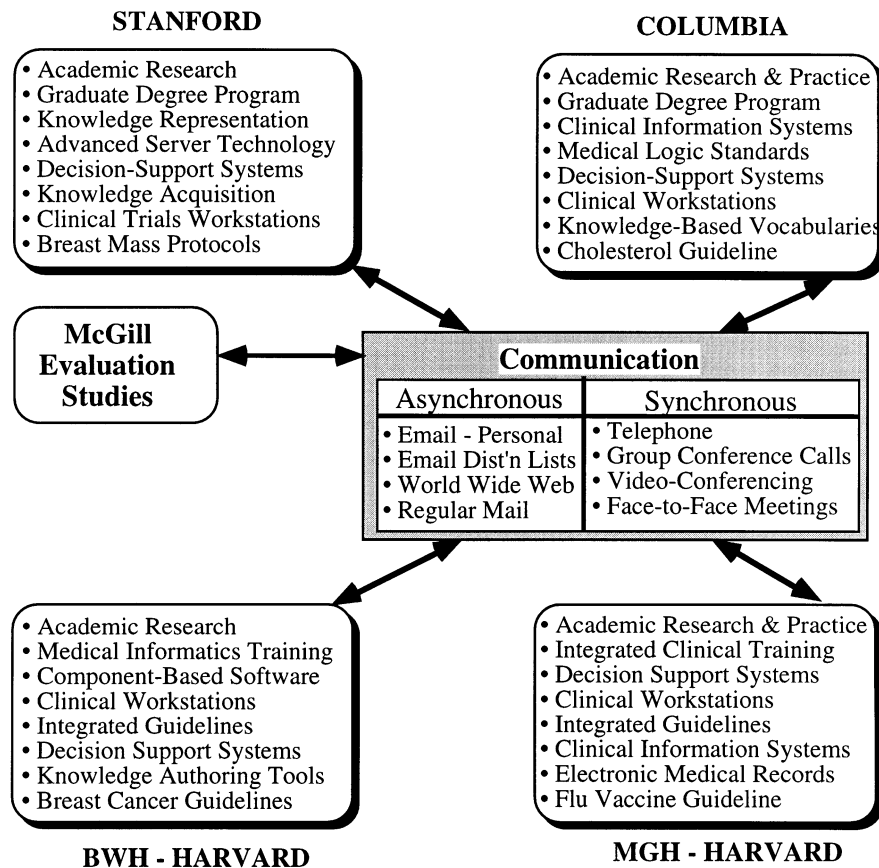 STANFORD
• Academic Research
• Graduate Degree Program
• Knowledge Representation
• Advanced Server Technology
• Decision-Support Systems
• Knowledge Acquisition
• Clinical Trials Workstations
• Breast Mass Protocols
COLUMBIA
• Academic Research & Practice
• Graduate Degree Program
• Clinical Information Systems
• Medical Logic Standards
• Decision-Support Systems
• Clinical Workstations
• Knowledge-Based Vocabularies
• Cholesterol Guideline
McGill
Evaluation
Studies
Communication
Asynchronous
• Email - Personal
• Email Dist'n Lists
• World Wide Web
• Regular Mail
Synchronous
• Telephone
• Group Conference Calls
• Video-Conferencing
• Face-to-Face Meetings
• Academic Research
• Medical Informatics Training
• Component-Based Software
• Clinical Workstations
• Integrated Guidelines
• Decision Support Systems
• Knowledge Authoring Tools
• Breast Cancer Guidelines
BWH - HARVARD
• Academic Research & Practice
• Integrated Clinical Training
• Decision Support Systems
• Clinical Workstations
• Integrated Guidelines
• Clinical Information Systems
• Electronic Medical Records
• Flu Vaccine Guideline
MGH - HARVARD